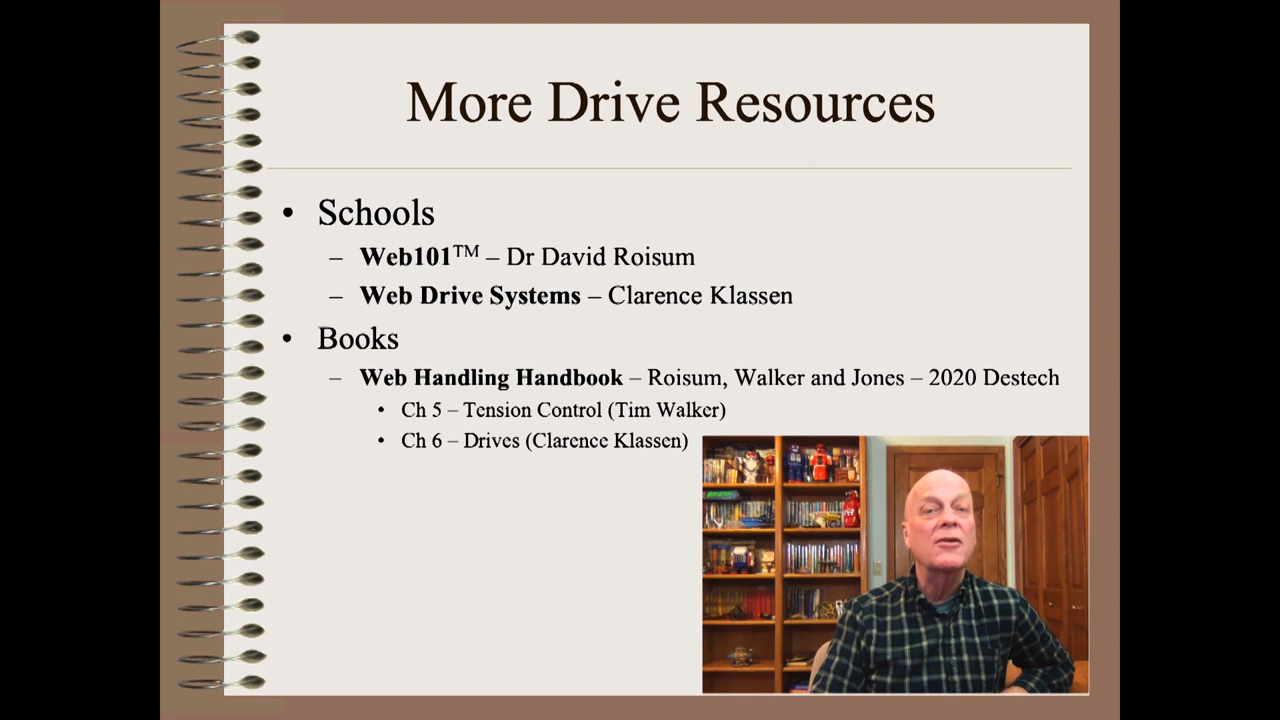 More Drive Resources
• Schools
– Web101™ – Dr David Roisum
– Web Drive Systems – Clarence Klassen
• Books
– Web Handling Handbook – Roisum, Walker and Jones – 2020 Destech
• Ch 5 – Tension Control (Tim Walker)
• Ch 6 – Drives (Clarence Klassen)